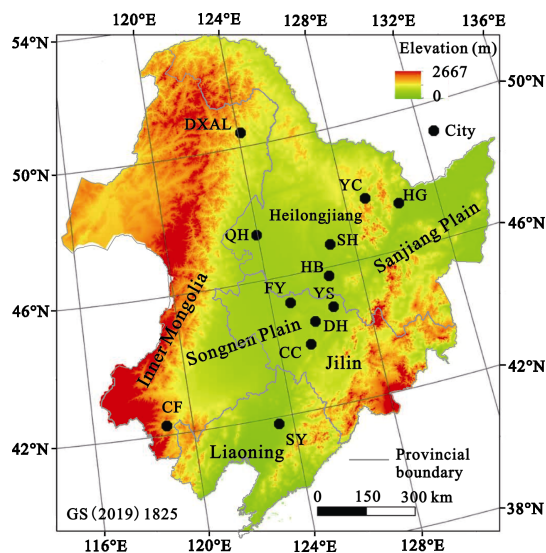 120°E 124°E 128°E 132°E 136°E
54°N
Elevation (m)
2667
0
50°N
DXAL
City
50°N
YC
HG
Heilongjiang
Sanjiang Plain
46°N
QH
SH
HB
FY
YS
46°N
Inner Mongolia
Songnen Plain
DH
CC
Jilin
42°N
CF
SY
42°N
Liaoning
Provincial
boundary
0 150 300 km
GS (2019) 1825
38°N
116°E 120°E 124°E 128°E